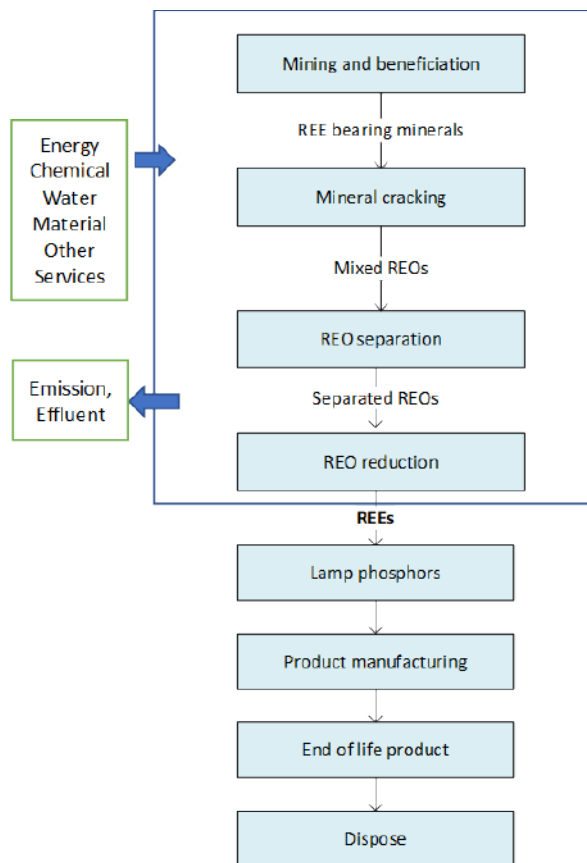 Mining and beneficiation
REE bearing minerals
Energy
Chemical
Water
Material
Other
Services
Mineral cracking
Mixed REOs
REO separation
Emission,
Effluent
Separated REOs
REO reduction
REEs
Lamp phosphors
Product manufacturing
End of life product
Dispose